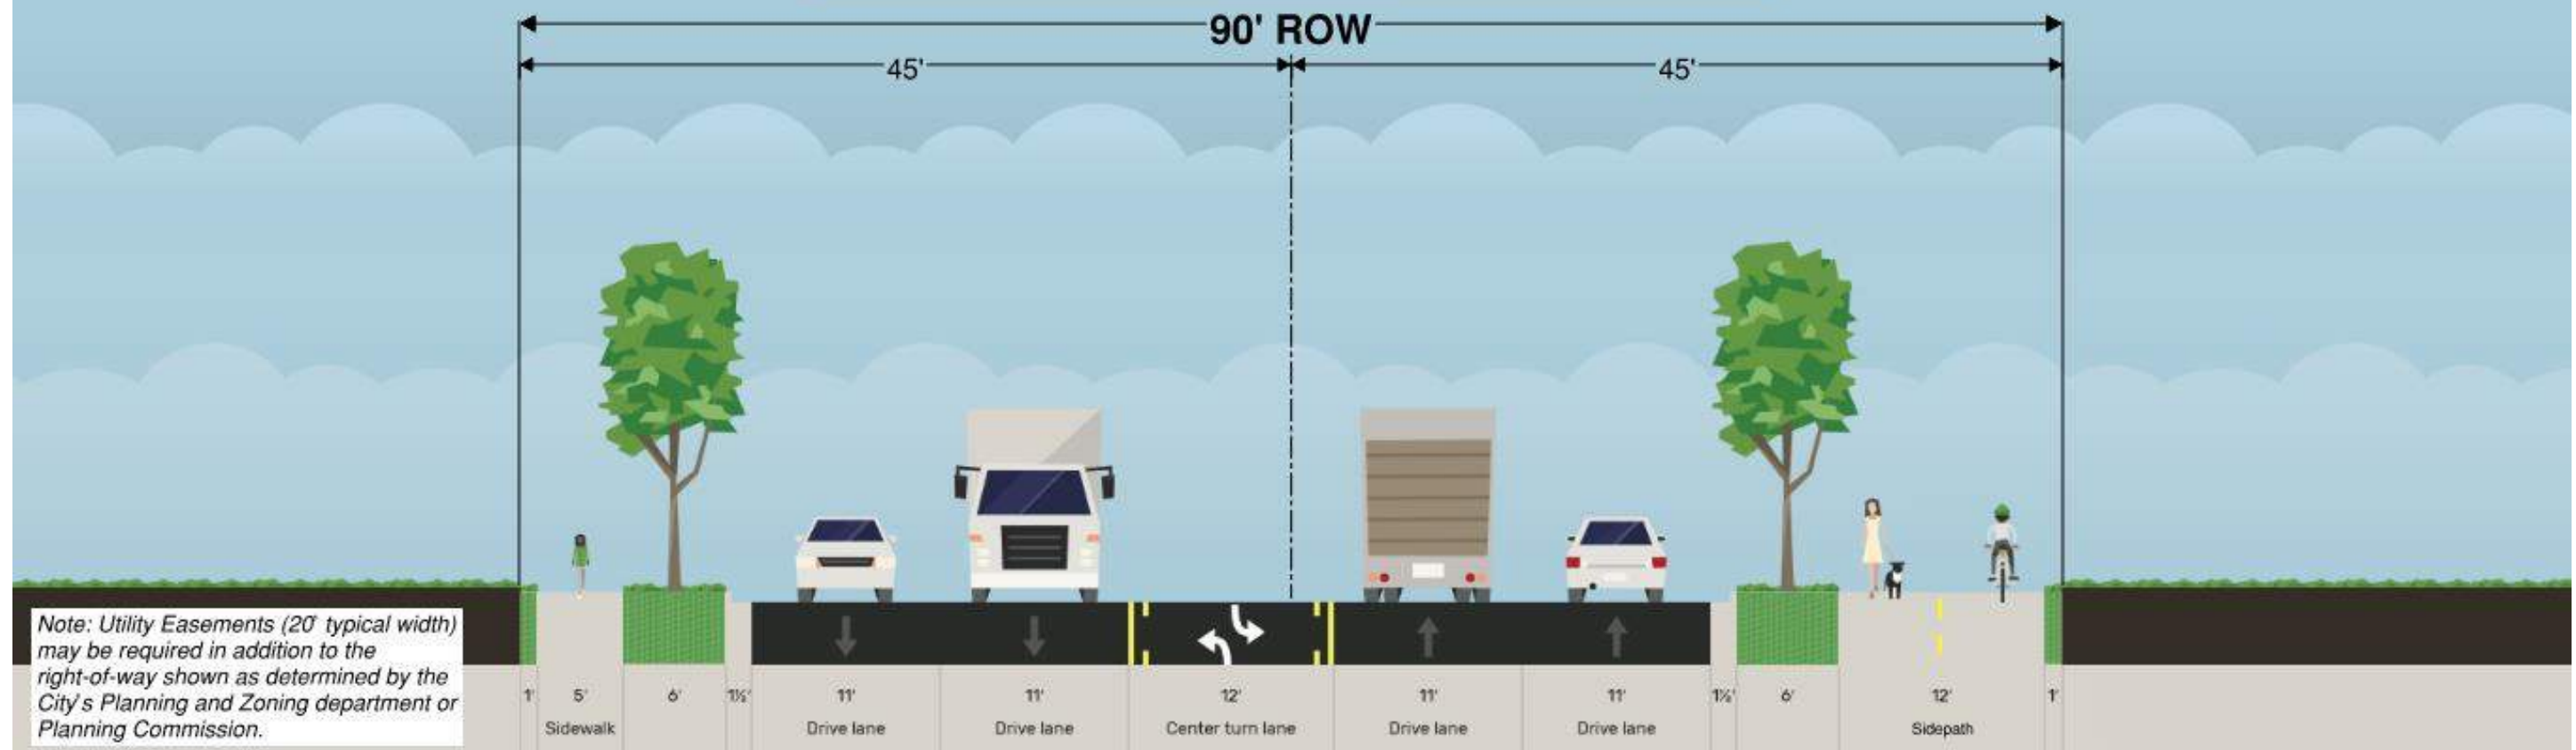 90' ROW
45'
45'
Note: Utility Easements (20' typical width)
may be required in addition to the
right-of-way shown as determined by the
City's Planning and Zoning department or
Planning Commission.
1'
5'
6'
1½'
11'
11'
12'
11'
11'
1½'
6'
12'
1'
Sidewalk
Drive lane
Drive lane
Center turn lane
Drive lane
Drive lane
Sidepath